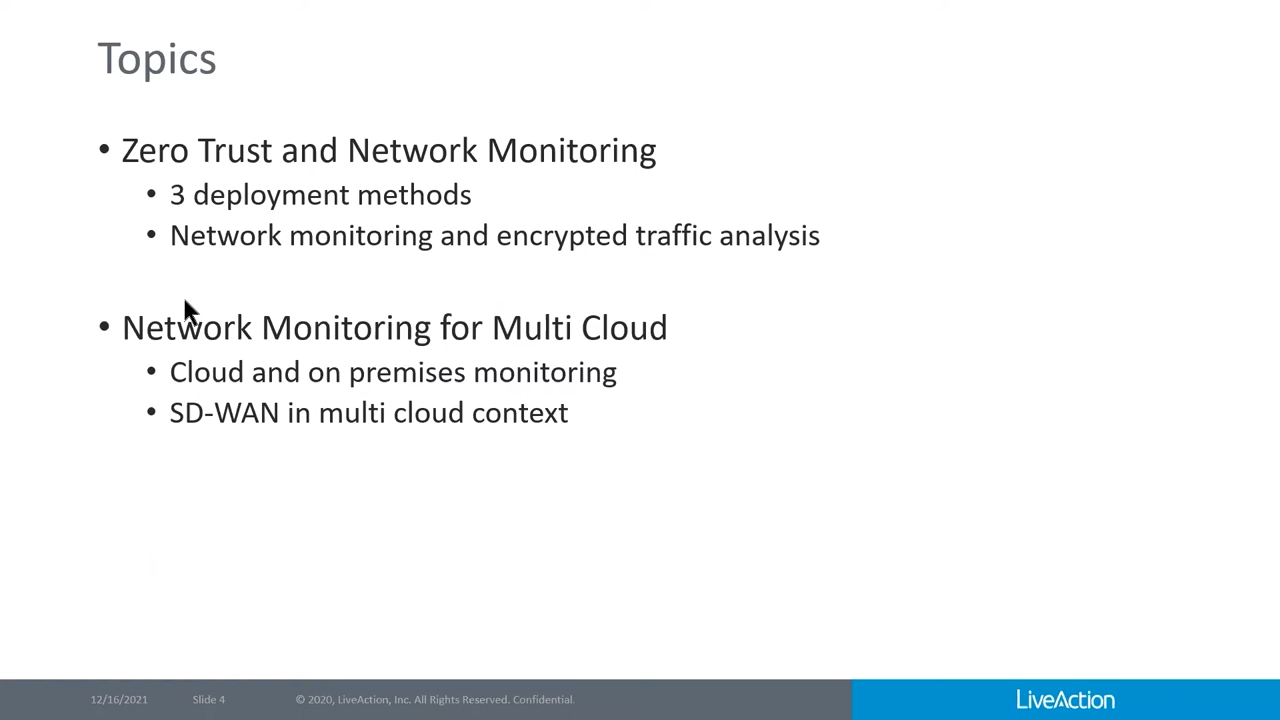 Topics
• Zero Trust and Network Monitoring
• 3 deployment methods
• Network monitoring and encrypted traffic analysis
• Network Monitoring for Multi Cloud
• Cloud and on premises monitoring
• SD-WAN in multi cloud context
12/16/2021 Slide 4 © 2020, LiveAction, Inc. All Rights Reserved. Confidential. LiveAction